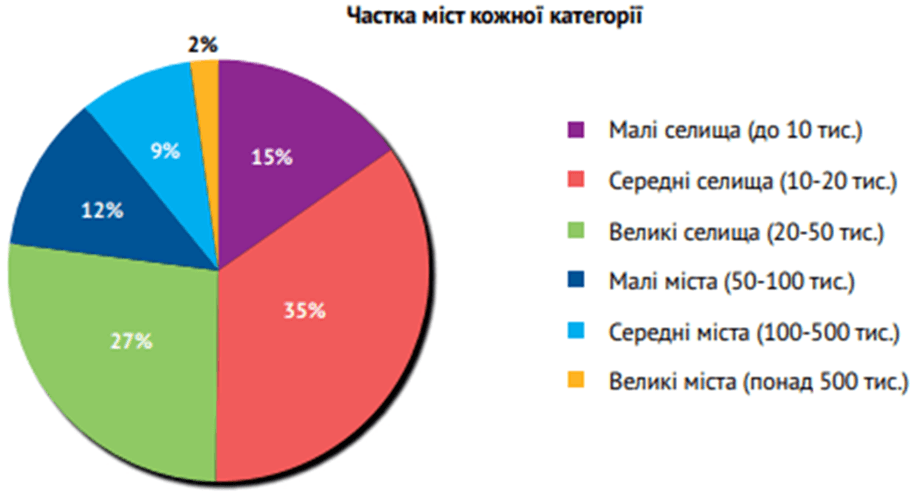 Частка міст кожної категорії
2%
15%
9%
12%
35%
27%
Малі селища (до 10 тис.)
Середні селища (10-20 тис.)
Великі селища (20-50 тис.)
Малі міста (50-100 тис.)
Середні міста (100-500 тис.)
Великі міста (понад 500 тис.)